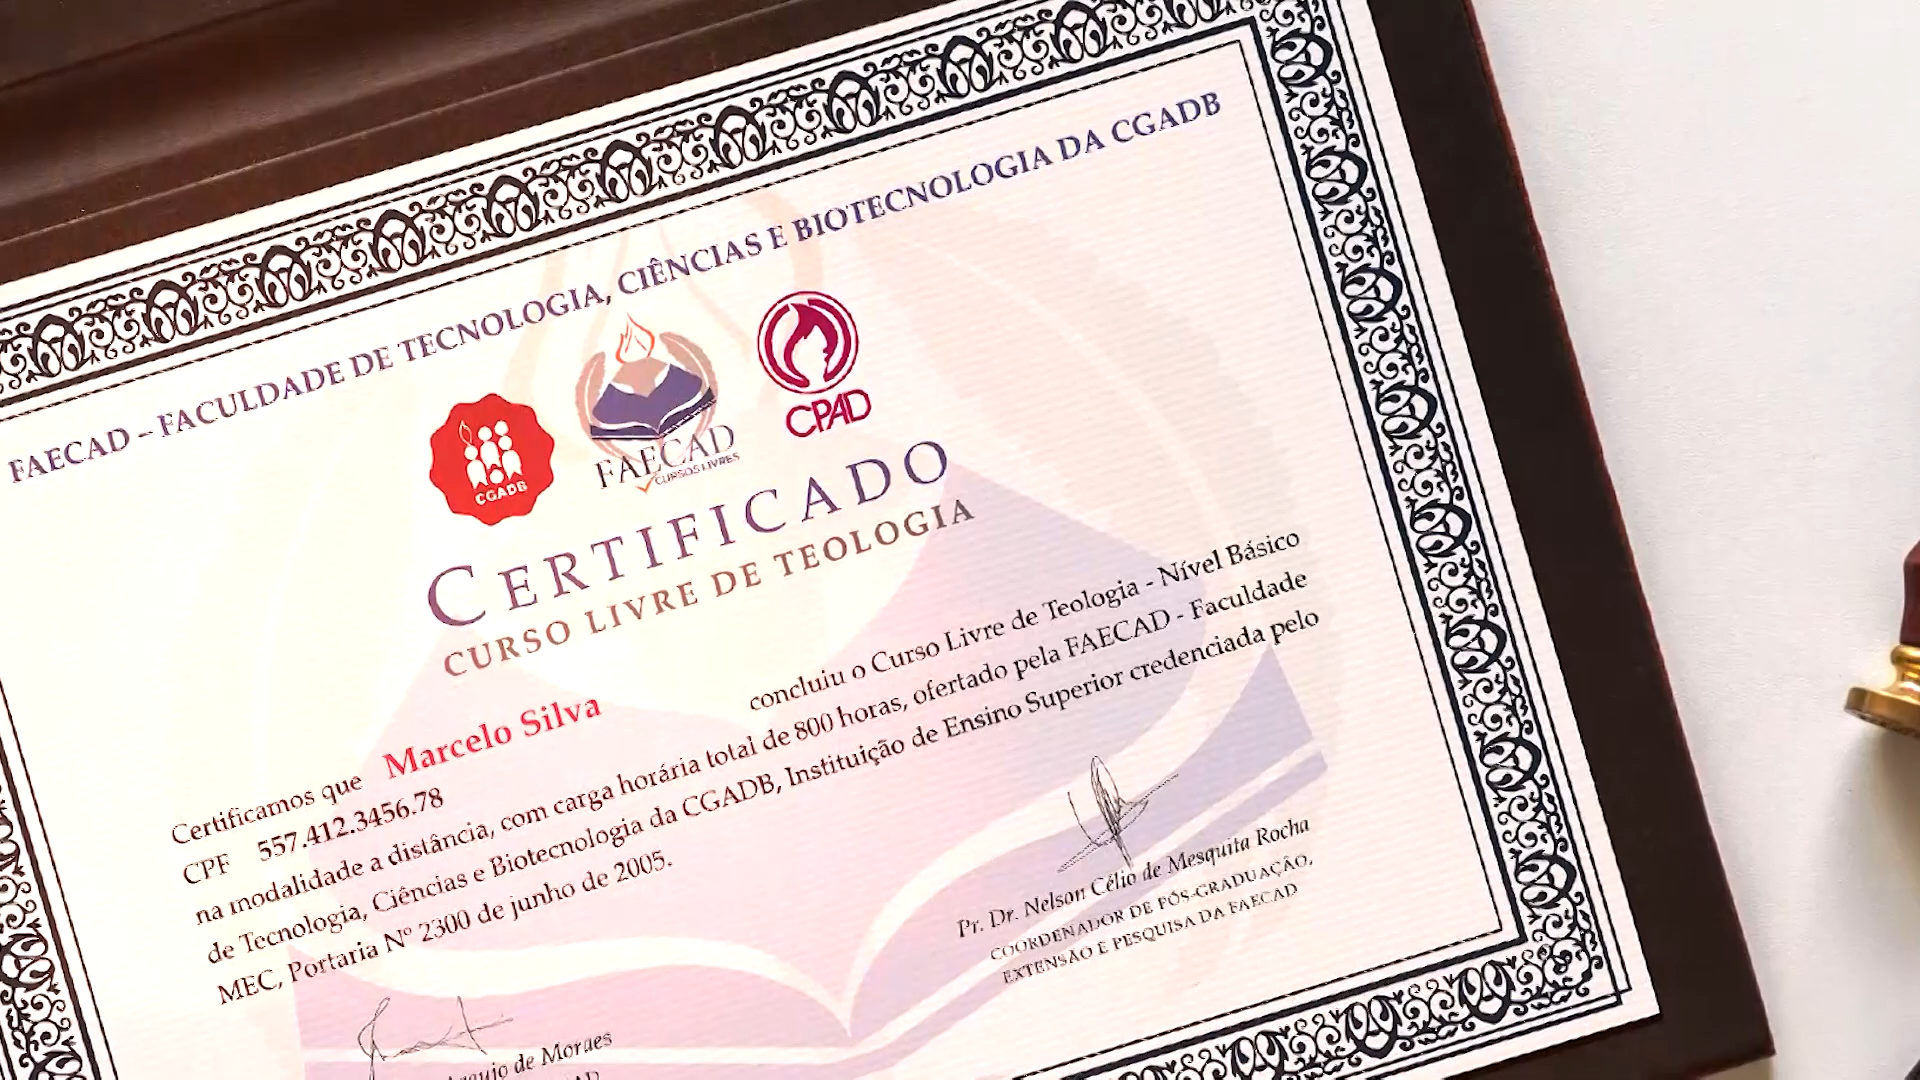 FAECAD – FACULDADE DE TECNOLOGIA, CIÊNCIAS E BIOTECNOLOGIA DA CGADB
CGADB
FAECAD
CURSOS LIVRES
CPAD
CERTIFICADO
CURSO LIVRE DE TEOLOGIA
Certificamos que Marcelo Silva concluiu o Curso Livre de Teologia - Nível Básico
CPF 557.412.3456.78
na modalidade a distância, com carga horária total de 800 horas, ofertado pela FAECAD - Faculdade
de Tecnologia, Ciências e Biotecnologia da CGADB, Instituição de Ensino Superior credenciada pelo
MEC, Portaria Nº 2300 de junho de 2005.
Pr. Dr. Nelson Célio de Mesquita Rocha
COORDENADOR DE PÓS-GRADUAÇÃO,
EXTENSÃO E PESQUISA DA FAECAD
de Moraes